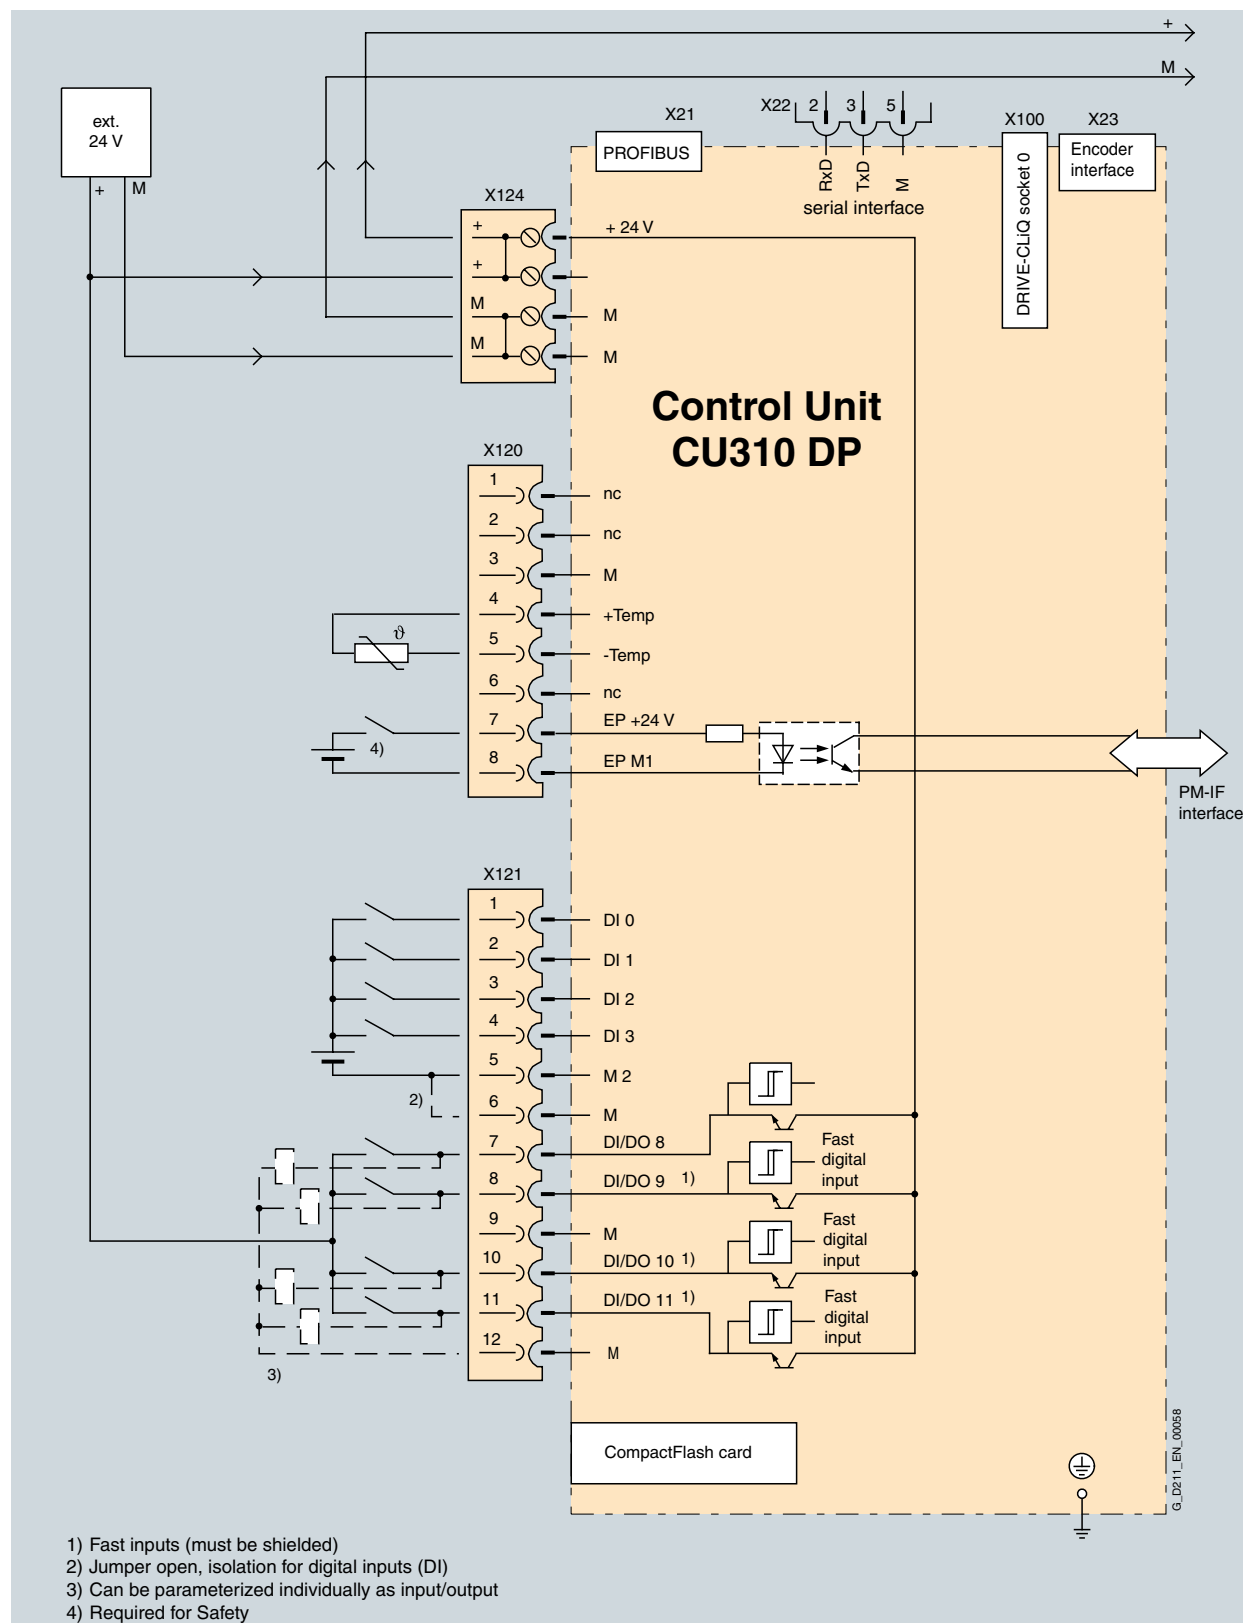 +
M
ext.
24 V
+
M
X21
PROFIBUS
X22
2
3
5
RxD
TxD
M
serial interface
X100
DRIVE-CLiQ socket 0
X23
Encoder
interface
X124
+
+ 24 V
+
M
M
M
M
Control Unit
CU310 DP
X120
1
nc
2
nc
3
M
4
+Temp
ϑ
5
-Temp
6
nc
7
EP +24 V
4)
8
EP M1
PM-IF
interface
X121
1
DI 0
2
DI 1
3
DI 2
4
DI 3
5
M 2
2)
6
M
7
DI/DO 8
Fast
digital
input
8
DI/DO 9 1)
9
M
Fast
digital
input
10
DI/DO 10 1)
11
DI/DO 11 1)
Fast
digital
input
12
M
3)
CompactFlash card
G_D211_EN_00058
1) Fast inputs (must be shielded)
2) Jumper open, isolation for digital inputs (DI)
3) Can be parameterized individually as input/output
4) Required for Safety